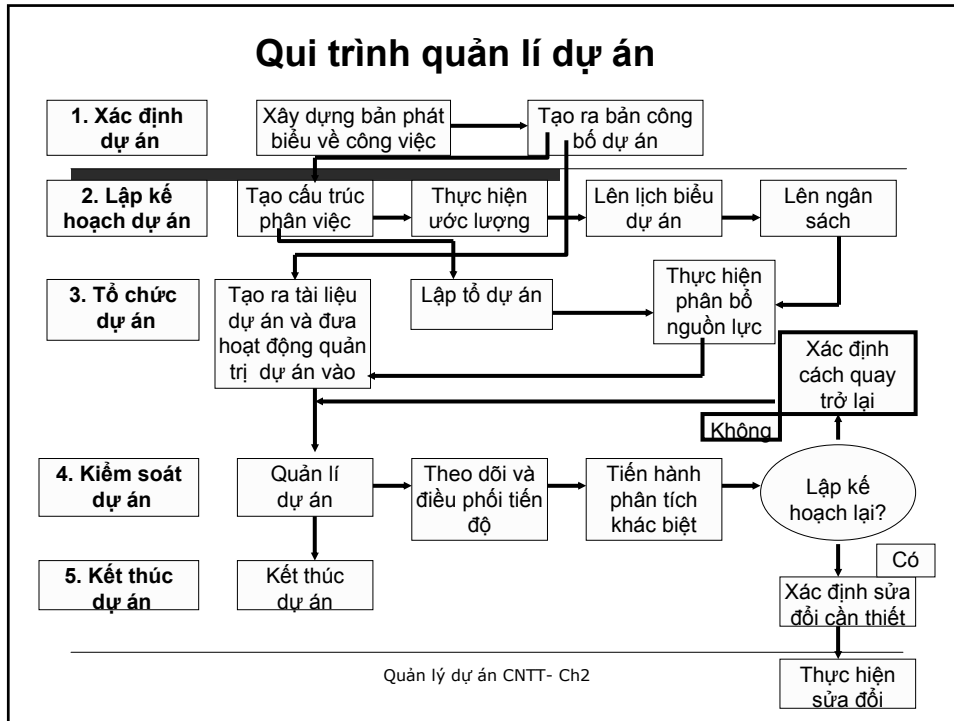 Qui trình quản lí dự án
1. Xác định
dự án
Xây dựng bản phát
biểu về công việc
Tạo ra bản công
bố dự án
2. Lập kế
hoạch dự án
Tạo cấu trúc
phân việc
Thực hiện
ước lượng
Lên lịch biểu
dự án
Lên ngân
sách
3. Tổ chức
dự án
Tạo ra tài liệu
dự án và đưa
hoạt động quản
trị dự án vào
Lập tổ dự án
Thực hiện
phân bổ
nguồn lực
Xác định
cách quay
trở lại
Không
4. Kiểm soát
dự án
Quản lí
dự án
Theo dõi và
điều phối tiến
độ
Tiến hành
phân tích
khác biệt
Lập kế
hoạch lại?
Có
5. Kết thúc
dự án
Kết thúc
dự án
Xác định sửa
đổi cần thiết
Thực hiện
sửa đổi
Quản lý dự án CNTT- Ch2